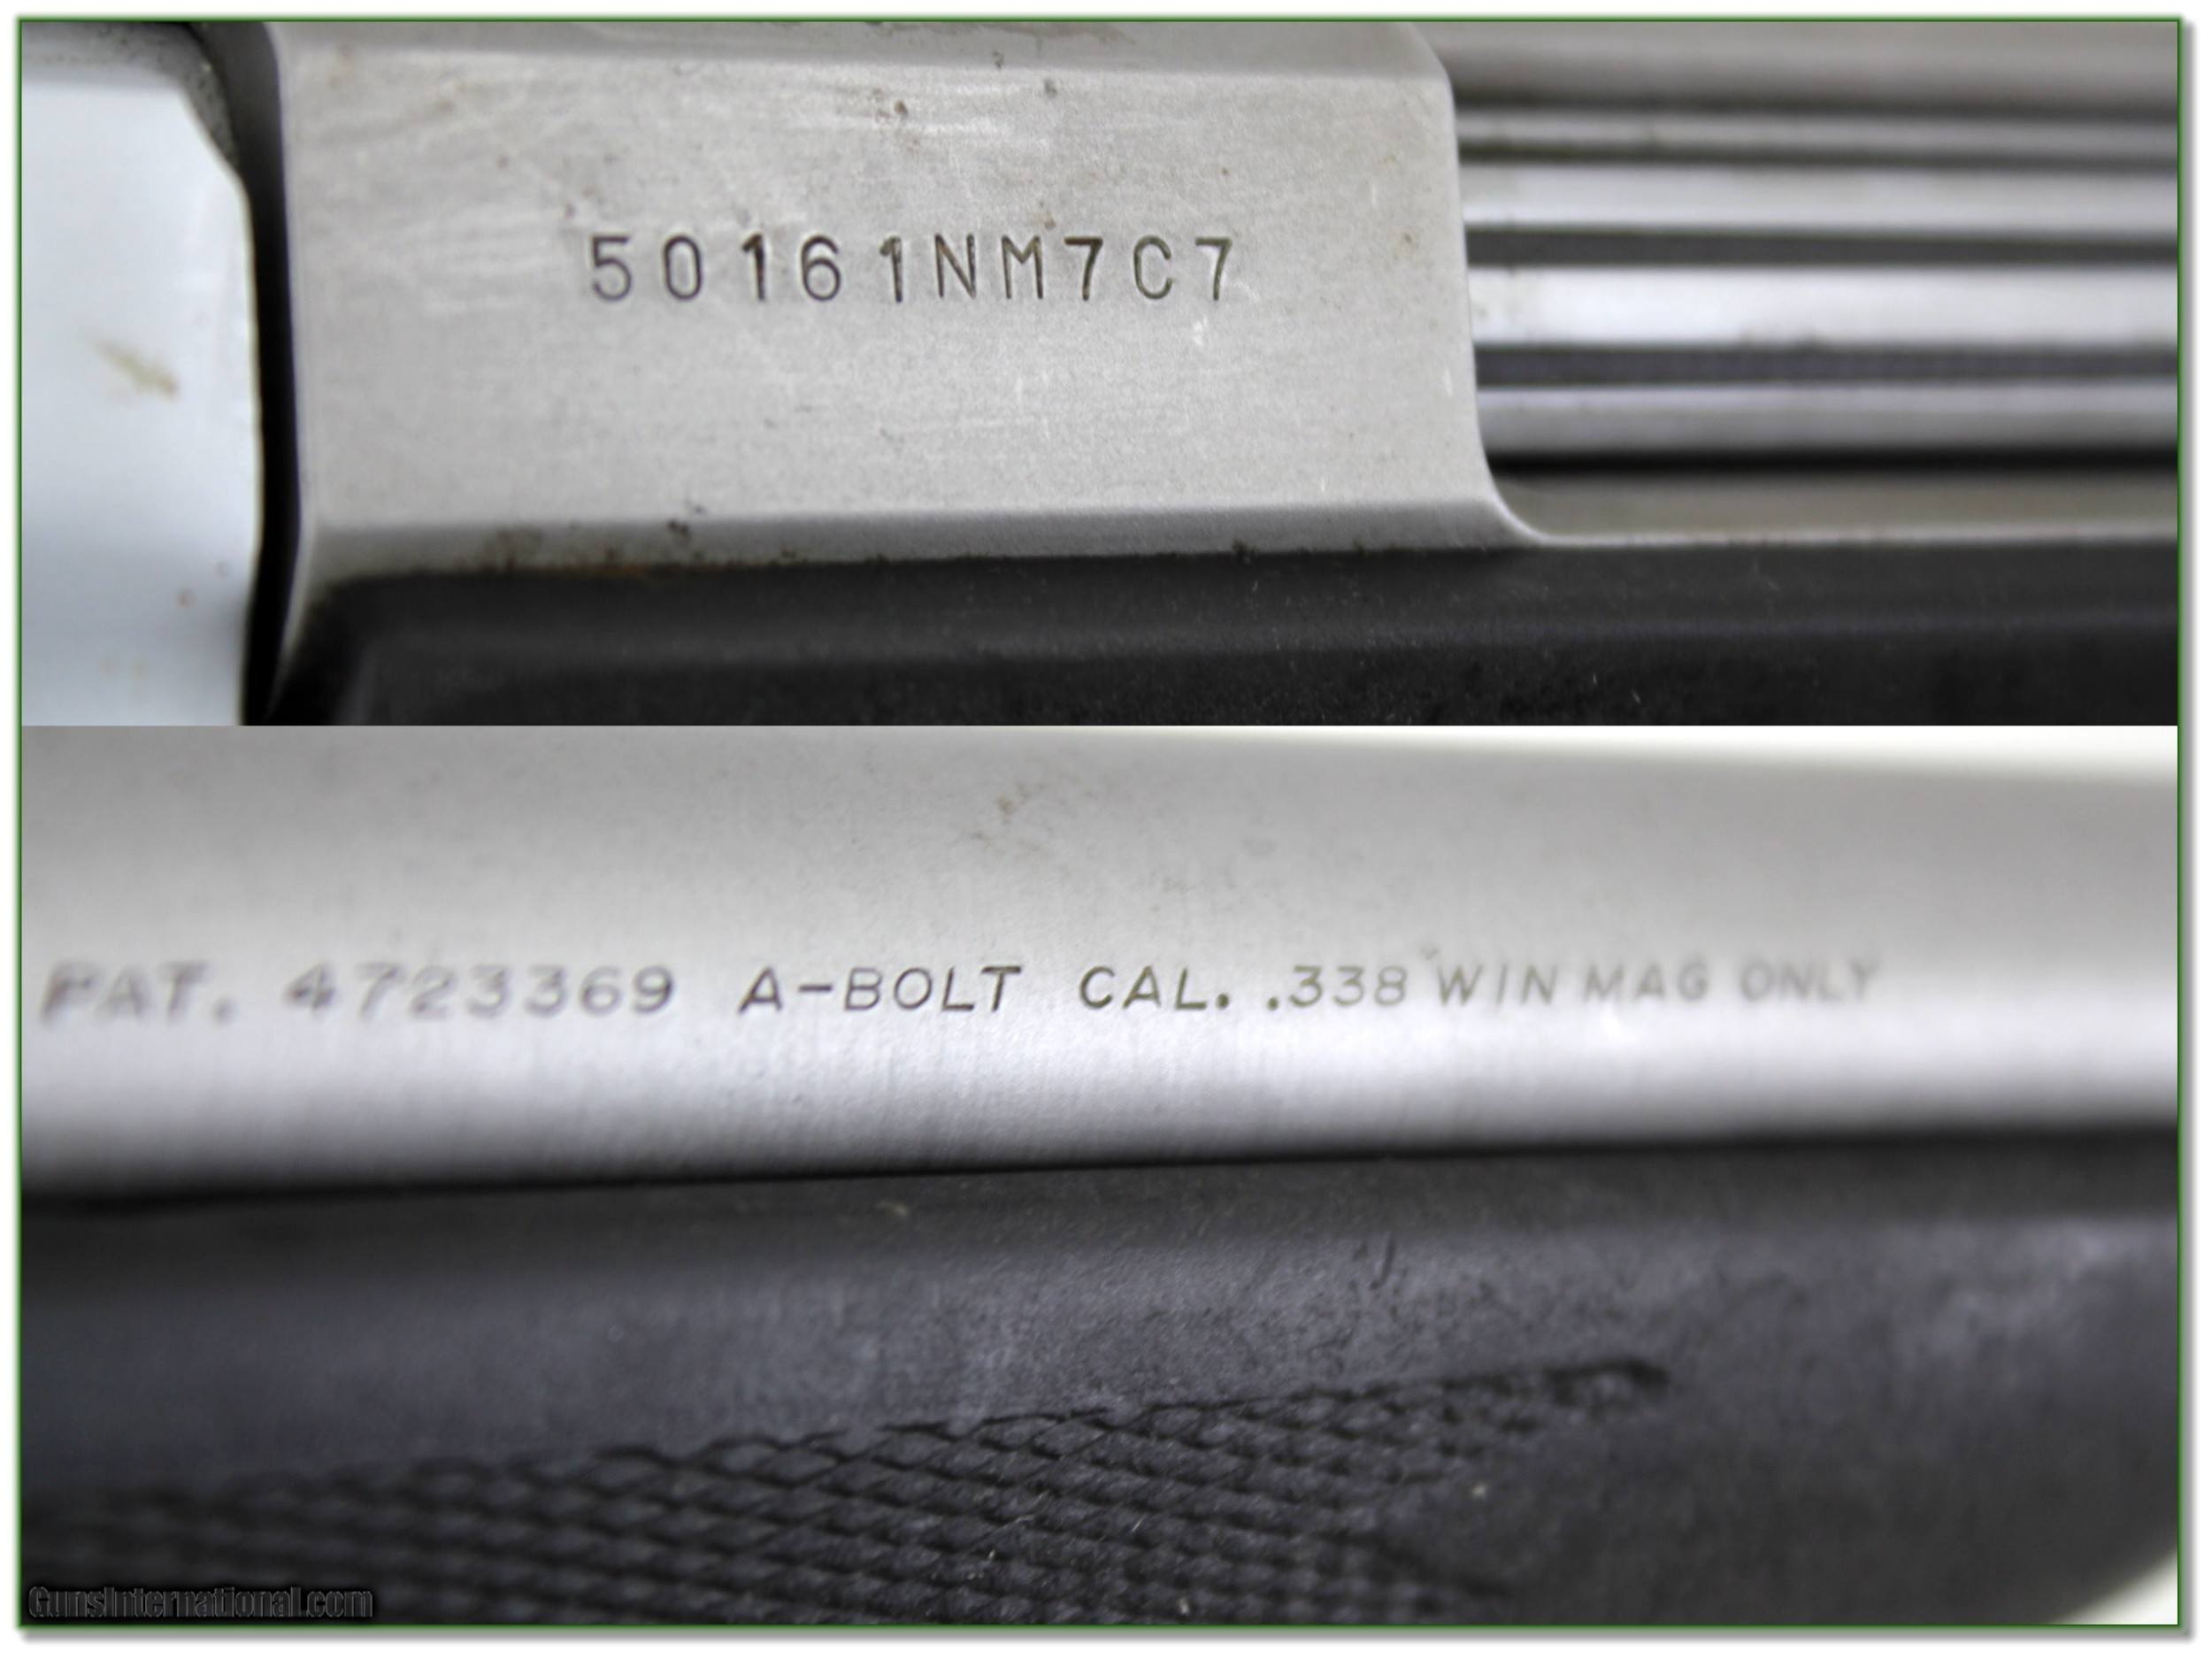 50161NM7C7
PAT. 4723369 A-BOLT CAL. .338 WIN MAG ONLY
GunsInternational.com